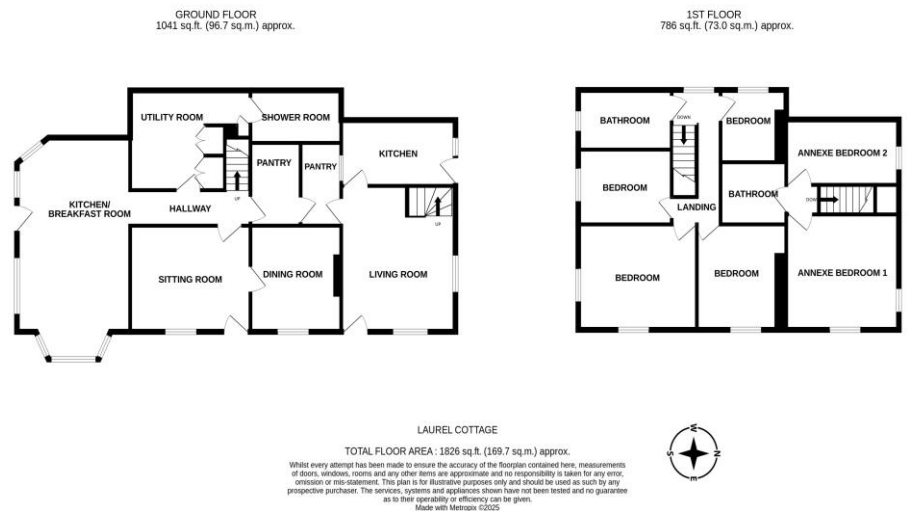 GROUND FLOOR
1041 sq.ft. (96.7 sq.m.) approx.
1ST FLOOR
786 sq.ft. (73.0 sq.m.) approx.
UTILITY ROOM
SHOWER ROOM
PANTRY
PANTRY
KITCHEN
KITCHEN/
BREAKFAST ROOM
HALLWAY
UP
UP
SITTING ROOM
DINING ROOM
LIVING ROOM
BATHROOM
DOWN
BEDROOM
ANNEXE BEDROOM 2
BEDROOM
BATHROOM
DOWN
LANDING
BEDROOM
BEDROOM
ANNEXE BEDROOM 1
LAUREL COTTAGE
TOTAL FLOOR AREA : 1826 sq.ft. (169.7 sq.m.) approx.
Whilst every attempt has been made to ensure the accuracy of the floorplan contained here, measurements
of doors, windows, rooms and any other items are approximate and no responsibility is taken for any error,
omission or mis-statement. This plan is for illustrative purposes only and should be used as such by any
prospective purchaser. The services, systems and appliances shown have not been tested and no guarantee
as to their operability or efficiency can be given.
Made with Metropix ©2025
W
S
N
E